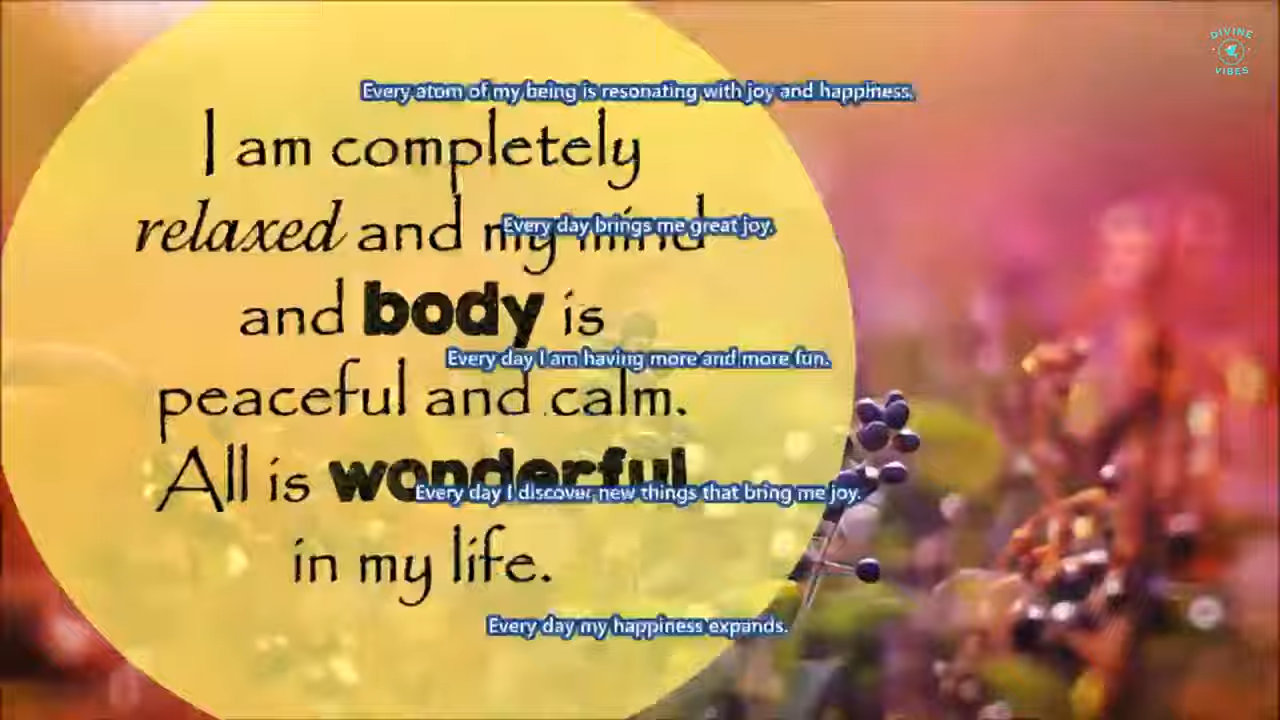 DIVINE
VIBES
Every atom of my being is resonating with joy and happiness.
I am completely
relaxed and my mind
Every day brings me great joy.
and body is
Every day I am having more and more fun.
peaceful and calm.
All is wonderful
Every day I discover new things that bring me joy.
in my life.
Every day my happiness expands.